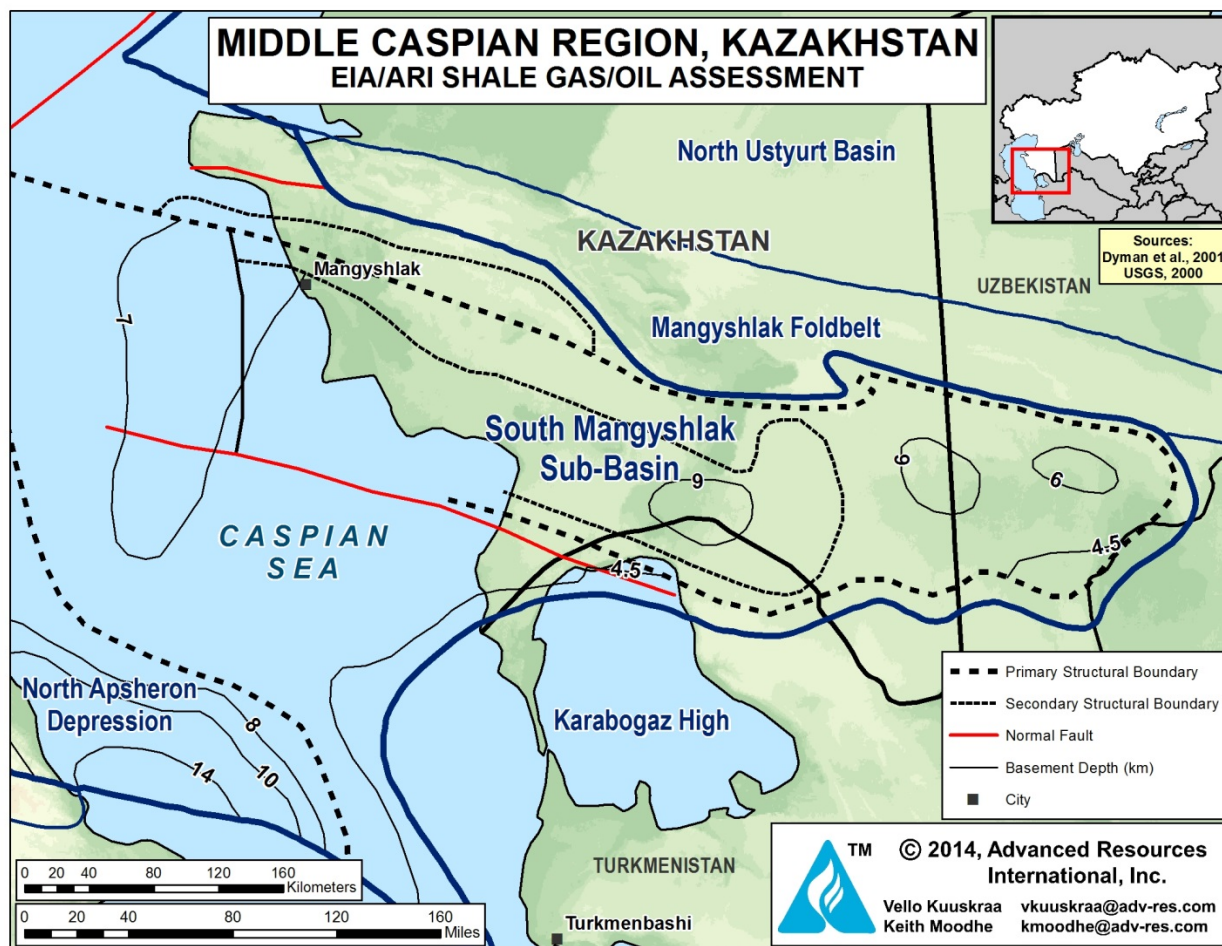 MIDDLE CASPIAN REGION, KAZAKHSTAN
EIA/ARI SHALE GAS/OIL ASSESSMENT
North Ustyurt Basin
KAZAKHSTAN
Sources:
Dyman et al., 2001
USGS, 2000
UZBEKISTAN
Mangyshlak
7
Mangyshlak Foldbelt
South Mangyshlak
Sub-Basin
9
9
6
4.5
CASPIAN
SEA
4.5
North Apsheron
Depression
8
10
14
Karabogaz High
Primary Structural Boundary
Secondary Structural Boundary
Normal Fault
Basement Depth (km)
City
TURKMENISTAN
Turkmenbashi
0 20 40 80 120 160
Kilometers
0 20 40 80 120 160
Miles
TM
© 2014, Advanced Resources
International, Inc.
Vello Kuuskraa vkuuskraa@adv-res.com
Keith Moodhe kmoodhe@adv-res.com